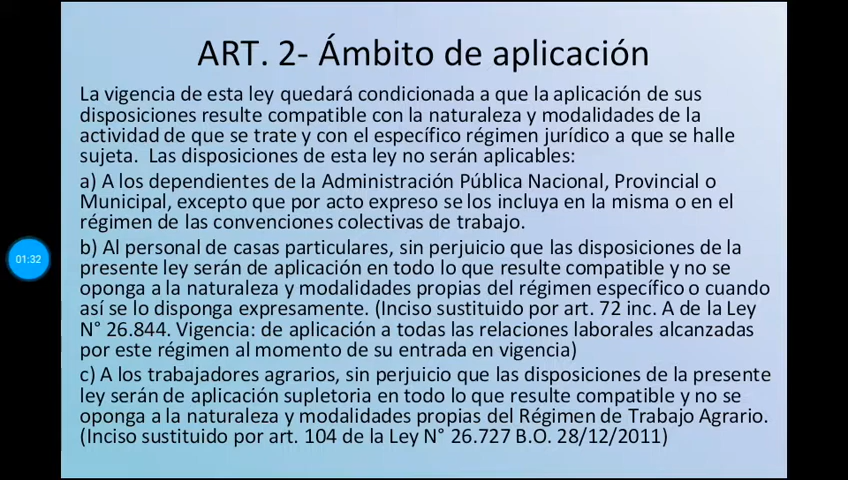 ART. 2- Ámbito de aplicación
La vigencia de esta ley quedará condicionada a que la aplicación de sus
disposiciones resulte compatible con la naturaleza y modalidades de la
actividad de que se trate y con el específico régimen jurídico a que se halle
sujeta. Las disposiciones de esta ley no serán aplicables:
a) A los dependientes de la Administración Pública Nacional, Provincial o
Municipal, excepto que por acto expreso se los incluya en la misma o en el
régimen de las convenciones colectivas de trabajo.
b) Al personal de casas particulares, sin perjuicio que las disposiciones de la
presente ley serán de aplicación en todo lo que resulte compatible y no se
oponga a la naturaleza y modalidades propias del régimen específico o cuando
así se lo disponga expresamente. (Inciso sustituido por art. 72 inc. A de la Ley
N° 26.844. Vigencia: de aplicación a todas las relaciones laborales alcanzadas
por este régimen al momento de su entrada en vigencia)
c) A los trabajadores agrarios, sin perjuicio que las disposiciones de la presente
ley serán de aplicación supletoria en todo lo que resulte compatible y no se
oponga a la naturaleza y modalidades propias del Régimen de Trabajo Agrario.
(Inciso sustituido por art. 104 de la Ley N° 26.727 B.O. 28/12/2011)
01:32